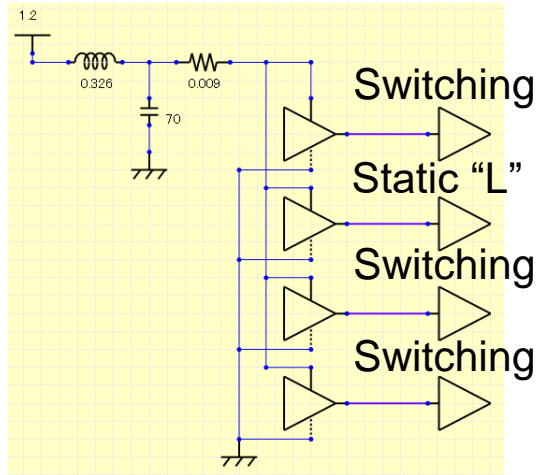 1.2
0.326
0.009
70
Switching
Static “L”
Switching
Switching